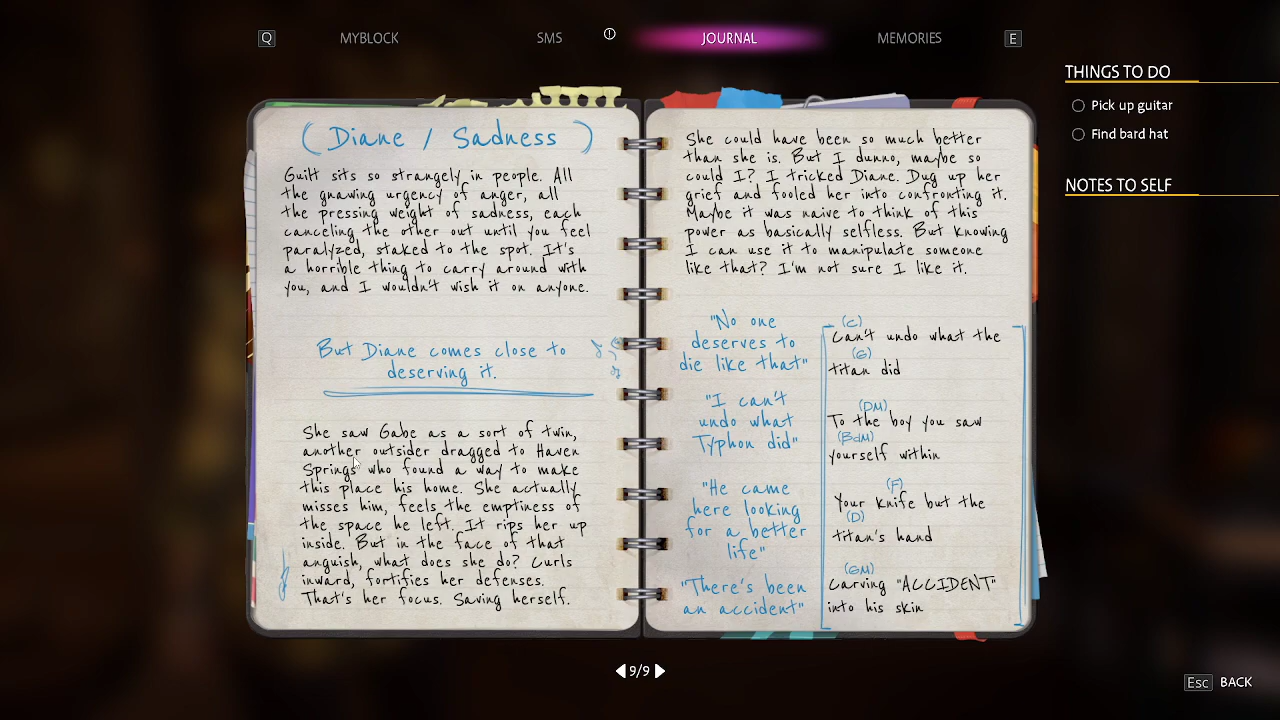 Q
MYBLOCK
SMS
JOURNAL
MEMORIES
E
THINGS TO DO
Pick up guitar
Find bard hat
NOTES TO SELF
(Diane / Sadness)
Guilt sits so strangely in people. All
the gnawing urgency of anger, all
the pressing weight of sadness, each
canceling the other out until you feel
paralyzed, staked to the spot. It's
a horrible thing to carry around with
you, and I wouldn't wish it on anyone.
But Diane comes close to
deserving it.
She saw Gabe as a sort of twin,
another outsider dragged to Haven
Springs who found a way to make
this place his home. She actually
misses him, feels the emptiness of
the space he left. It rips her up
inside. But in the face of that
anguish, what does she do? Curls
inward, fortifies her defenses.
That's her focus. Saving herself.
She could have been so much better
than she is. But I dunno, maybe so
could I? I tricked Diane. Dug up her
grief and fooled her into confronting it.
Maybe it was naive to think of this
power as basically selfless. But knowing
I can use it to manipulate someone
like that? I'm not sure I like it.
"No one
deserves to
die like that"
"I can't
undo what
Typhon did"
"He came
here looking
for a better
life"
"There's been
an accident"
(C)
Can't undo what the
(G)
titan did
(DM)
To the boy you saw
(BdM)
yourself within
(F)
Your knife but the
(D)
titan's hand
(GM)
Carving "ACCIDENT"
into his skin
9/9
Esc BACK